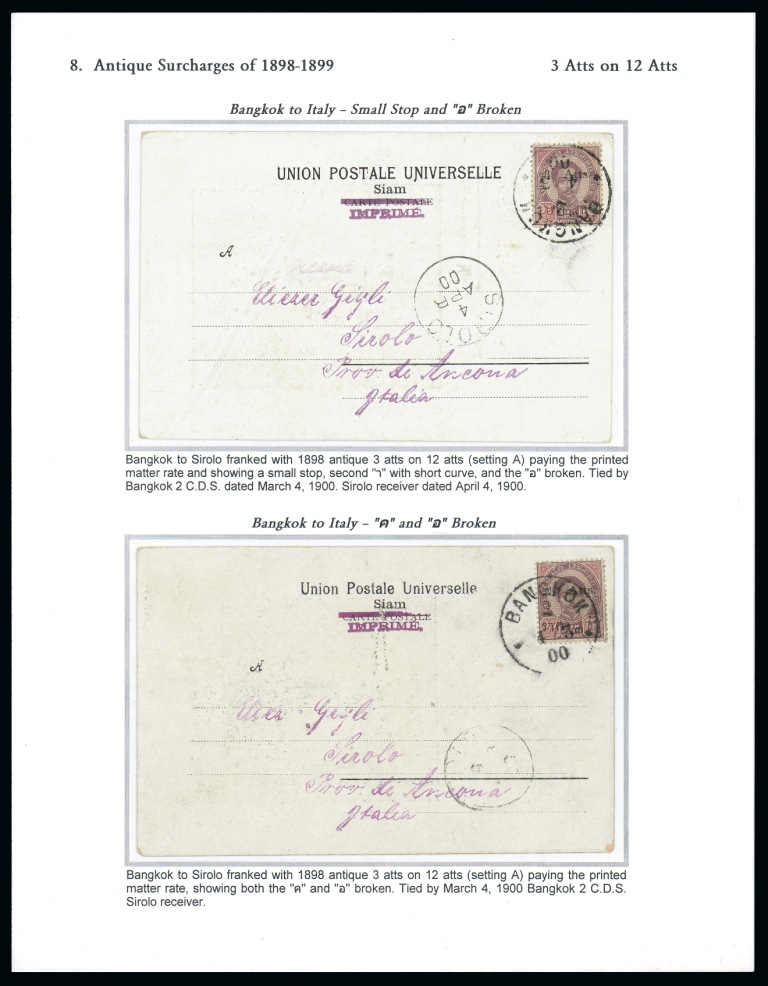 8. Antique Surcharges of 1898-1899 3 Atts on 12 Atts
Bangkok to Italy – Small Stop and "อ" Broken
UNION POSTALE UNIVERSELLE
Siam
CARTE POSTALE
IMPRIMÉ.
A
BANGK
Eliezer Gigli
SIROLO
4
APR
00
Sirolo
Prov. de Ancona
Italia
Bangkok to Sirolo franked with 1898 antique 3 atts on 12 atts (setting A) paying the printed
matter rate and showing a small stop, second "า" with short curve, and the "อ" broken. Tied by
Bangkok 2 C.D.S. dated March 4, 1900. Sirolo receiver dated April 4, 1900.
Bangkok to Italy – "ค" and "อ" Broken
Union Postale Universelle
Siam
CARTE POSTALE
IMPRIMÉ.
BANGKOK
00
A
Gigli
Sirolo
Prov. de Ancona
Italia
Bangkok to Sirolo franked with 1898 antique 3 atts on 12 atts (setting A) paying the printed
matter rate, showing both the "ค" and "อ" broken. Tied by March 4, 1900 Bangkok 2 C.D.S.
Sirolo receiver.